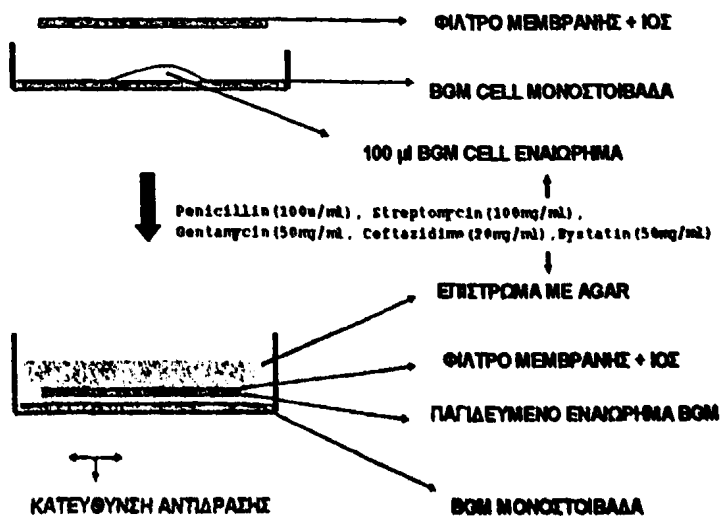 ΦΙΛΤΡΟ ΜΕΜΒΡΑΝΗΣ + ΙΟΣ
BGM CELL ΜΟΝΟΣΤΟΙΒΑΔΑ
100 μl BGM CELL ΕΝΑΙΩΡΗΜΑ
Penicillin(100u/ml), Streptomycin(100mg/ml),
Gentamycin(50mg/ml, Ceftazidime(20mg/ml),Nystatin(50mg/ml)
ΕΠΙΣΤΡΩΜΑ ΜΕ AGAR
ΦΙΛΤΡΟ ΜΕΜΒΡΑΝΗΣ + ΙΟΣ
ΠΑΓΙΔΕΥΜΕΝΟ ΕΝΑΙΩΡΗΜΑ BGM
ΚΑΤΕΥΘΥΝΣΗ ΑΝΤΙΔΡΑΣΗΣ
BGM ΜΟΝΟΣΤΟΙΒΑΔΑ